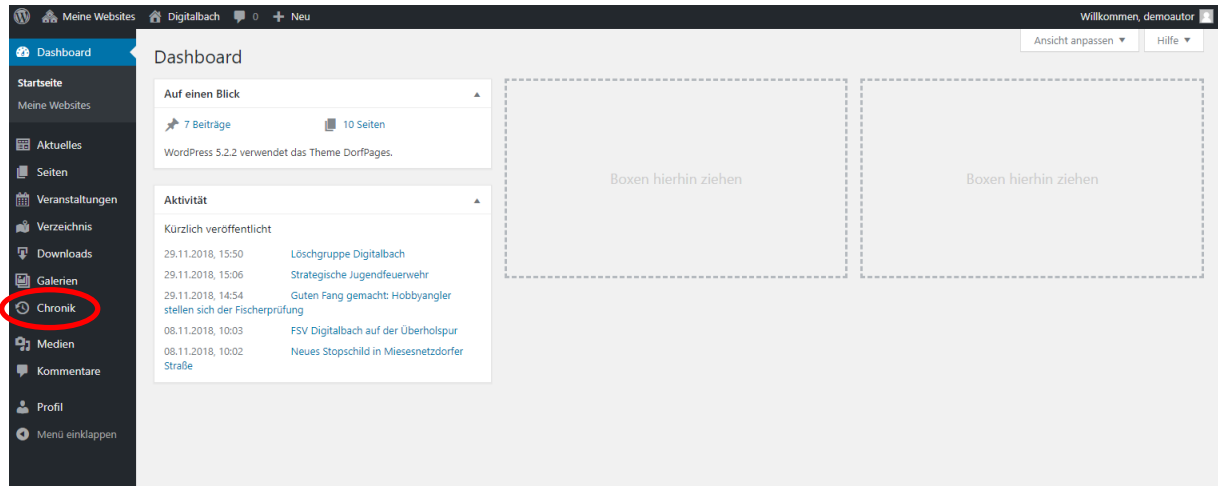 Meine Websites Digitalbach 0 + Neu Willkommen, demoautor
Ansicht anpassen ▼ Hilfe ▼
Dashboard
Startseite
Meine Websites
Aktuelles
Seiten
Veranstaltungen
Verzeichnis
Downloads
Galerien
Chronik
Medien
Kommentare
Profil
Menü einklappen
Dashboard
Auf einen Blick
7 Beiträge 10 Seiten
WordPress 5.2.2 verwendet das Theme DorfPages.
Aktivität
Kürzlich veröffentlicht
29.11.2018, 15:50 Löschgruppe Digitalbach
29.11.2018, 15:06 Strategische Jugendfeuerwehr
29.11.2018, 14:54 Guten Fang gemacht: Hobbyangler
stellen sich der Fischerprüfung
08.11.2018, 10:03 FSV Digitalbach auf der Überholspur
08.11.2018, 10:02 Neues Stopschild in Miesesnetzdorfer
Straße
Boxen hierhin ziehen
Boxen hierhin ziehen